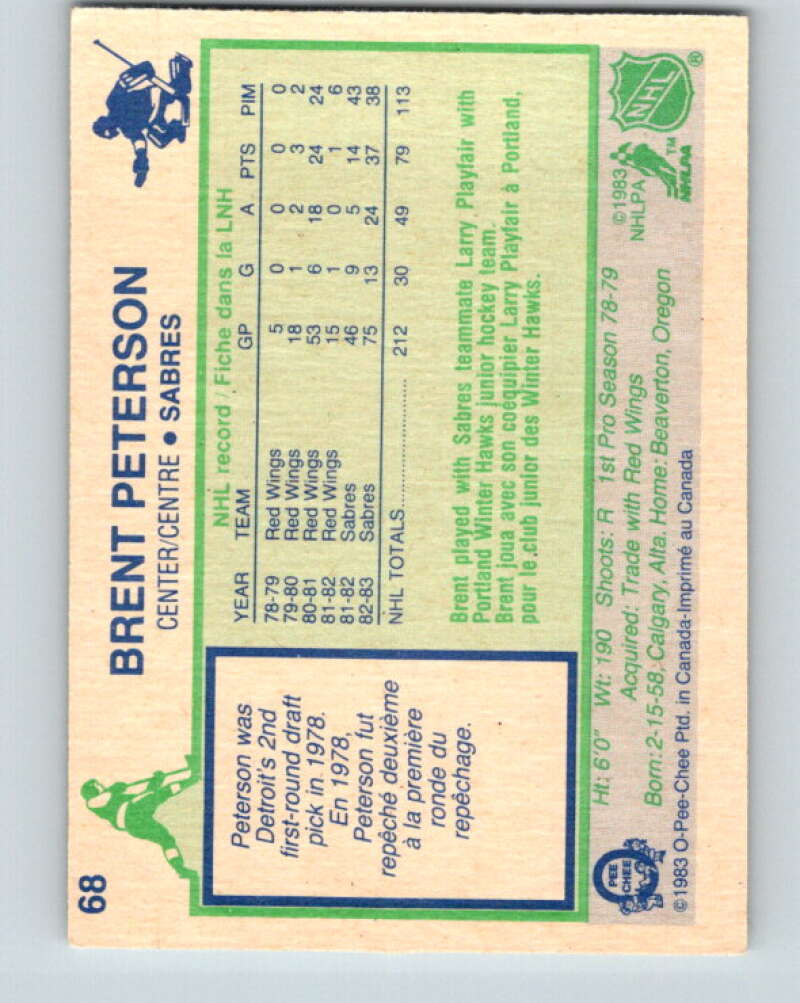 68
BRENT PETERSON
CENTER/CENTRE • SABRES
Peterson was
Detroit's 2nd
first-round draft
pick in 1978.
En 1978,
Peterson fut
repêché deuxième
à la première
ronde du
repêchage.
NHL record / Fiche dans la LNH
YEAR TEAM GP G A PTS PIM
78-79 Red Wings 5 0 0 0 0
79-80 Red Wings 18 1 2 3 2
80-81 Red Wings 53 6 18 24 24
81-82 Red Wings 15 1 0 1 6
81-82 Sabres 46 9 5 14 43
82-83 Sabres 75 13 24 37 38
NHL TOTALS 212 30 49 79 113
Brent played with Sabres teammate Larry Playfair with
Portland Winter Hawks junior hockey team.
Brent joua avec son coequipier Larry Playfair à Portland,
pour le club junior des Winter Hawks.
Ht: 6'0" Wt: 190 Shoots: R 1st Pro Season 78-79
Acquired: Trade with Red Wings
Born: 2-15-58, Calgary, Alta. Home: Beaverton, Oregon
©1983 O-Pee-Chee Ptd. in Canada-Imprimé au Canada
O
PEE
CHEE
©1983
NHLPA
NHL
®
TM
NHLPA